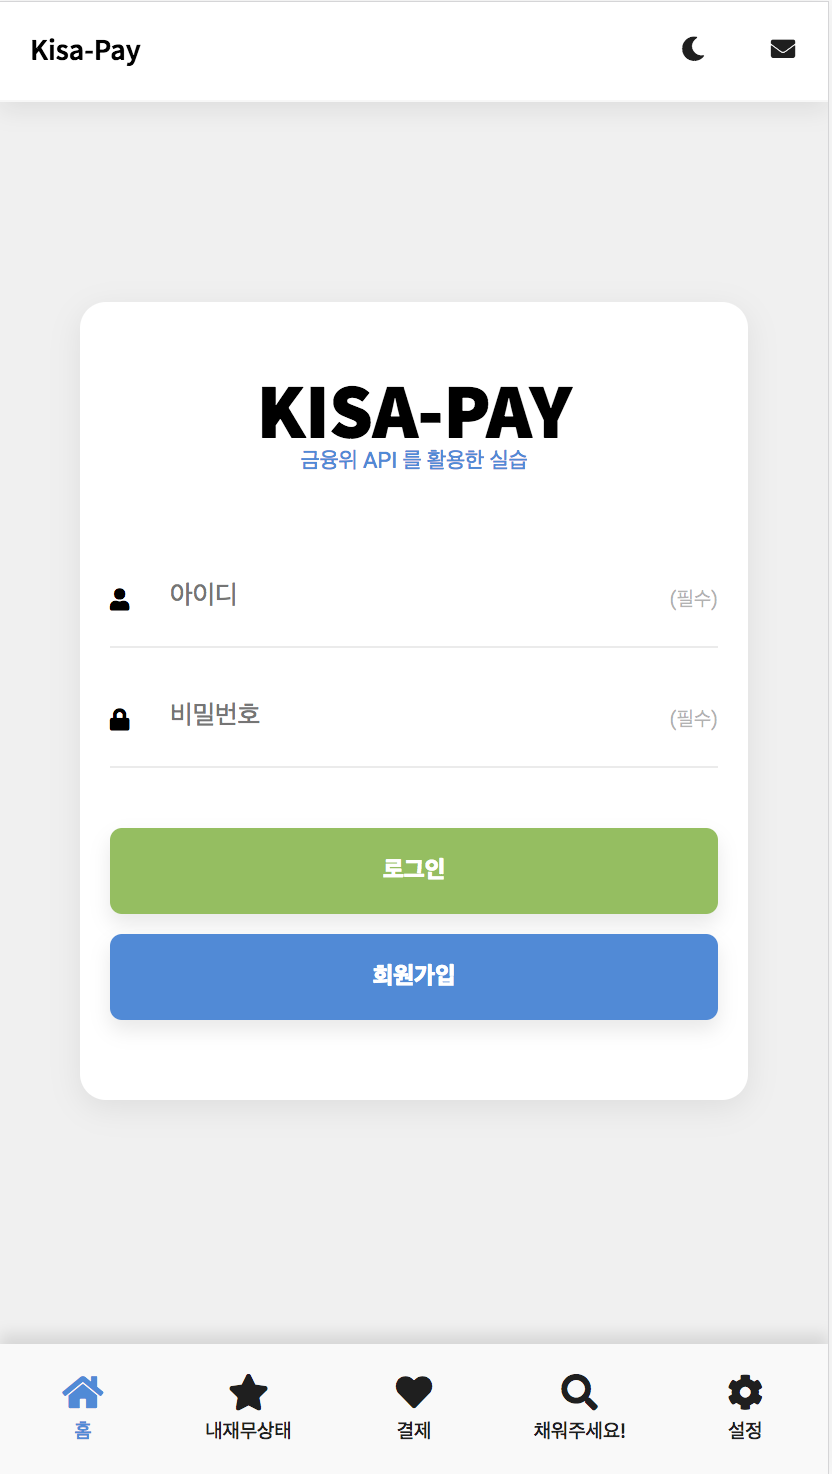 Kisa-Pay
KISA-PAY
금융위 API 를 활용한 실습
아이디 (필수)
비밀번호 (필수)
로그인
회원가입
홈 내재무상태 결제 채워주세요! 설정